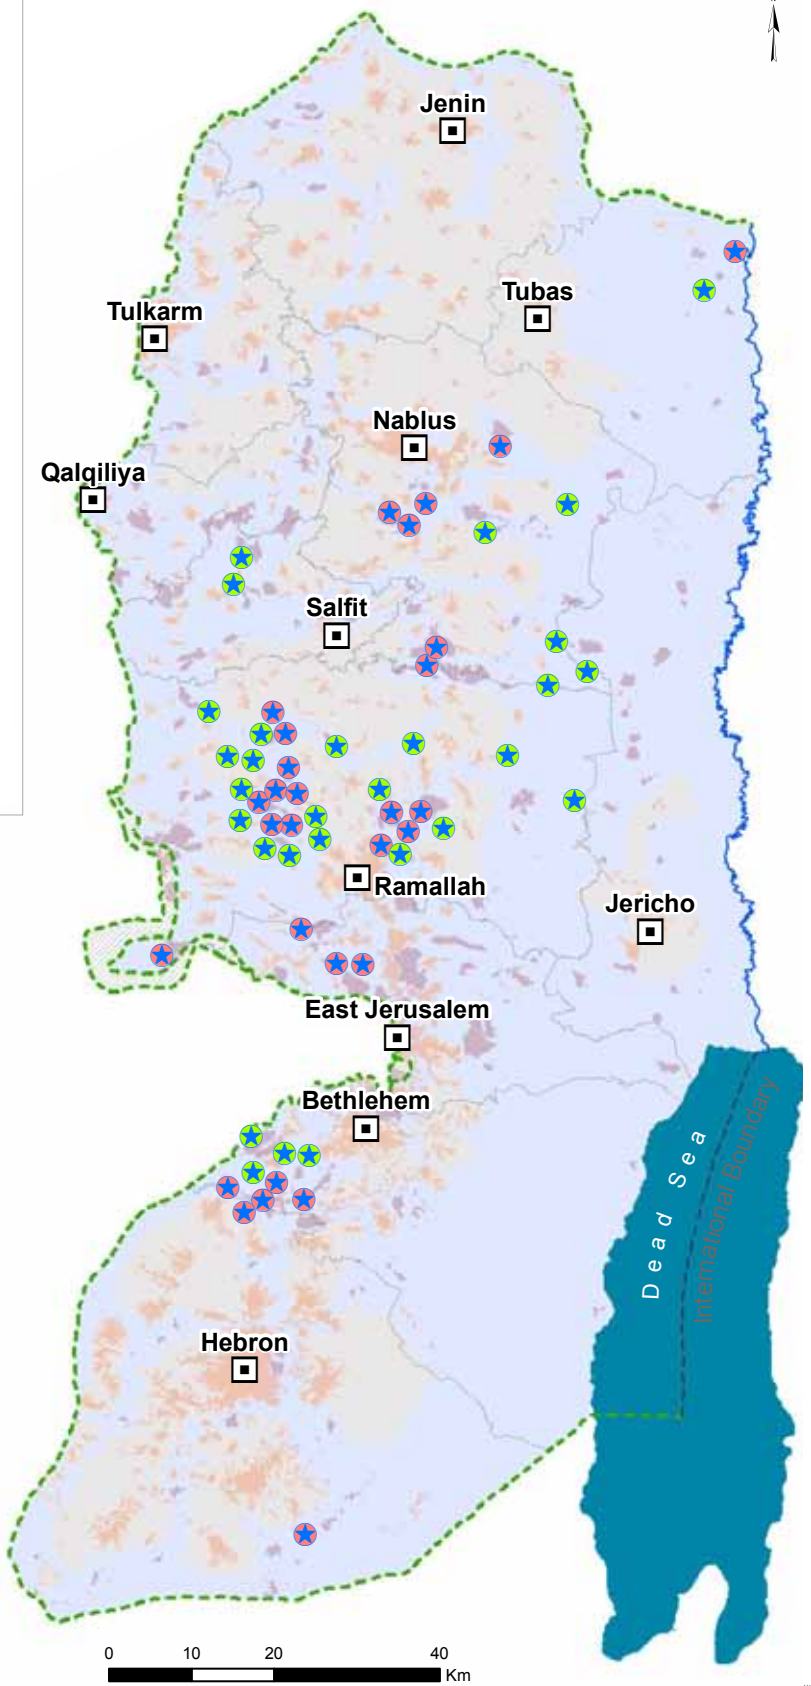 Jenin
Tubas
Tulkarm
Nablus
Qalqiliya
Salfit
Ramallah
Jericho
East Jerusalem
Bethlehem
Dead Sea
International Boundary
Hebron
0 10 20 40
Km